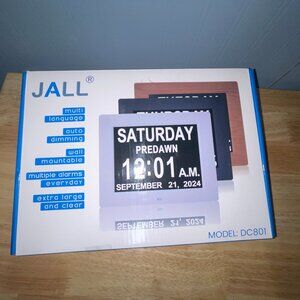 JALL®
multi
language
auto
dimming
wall
mountable
multiple alarms
everyday
extra large
and clear
SATURDAY
PREDAWN
12:01 A.M.
SEPTEMBER 21, 2024
MODEL: DC801